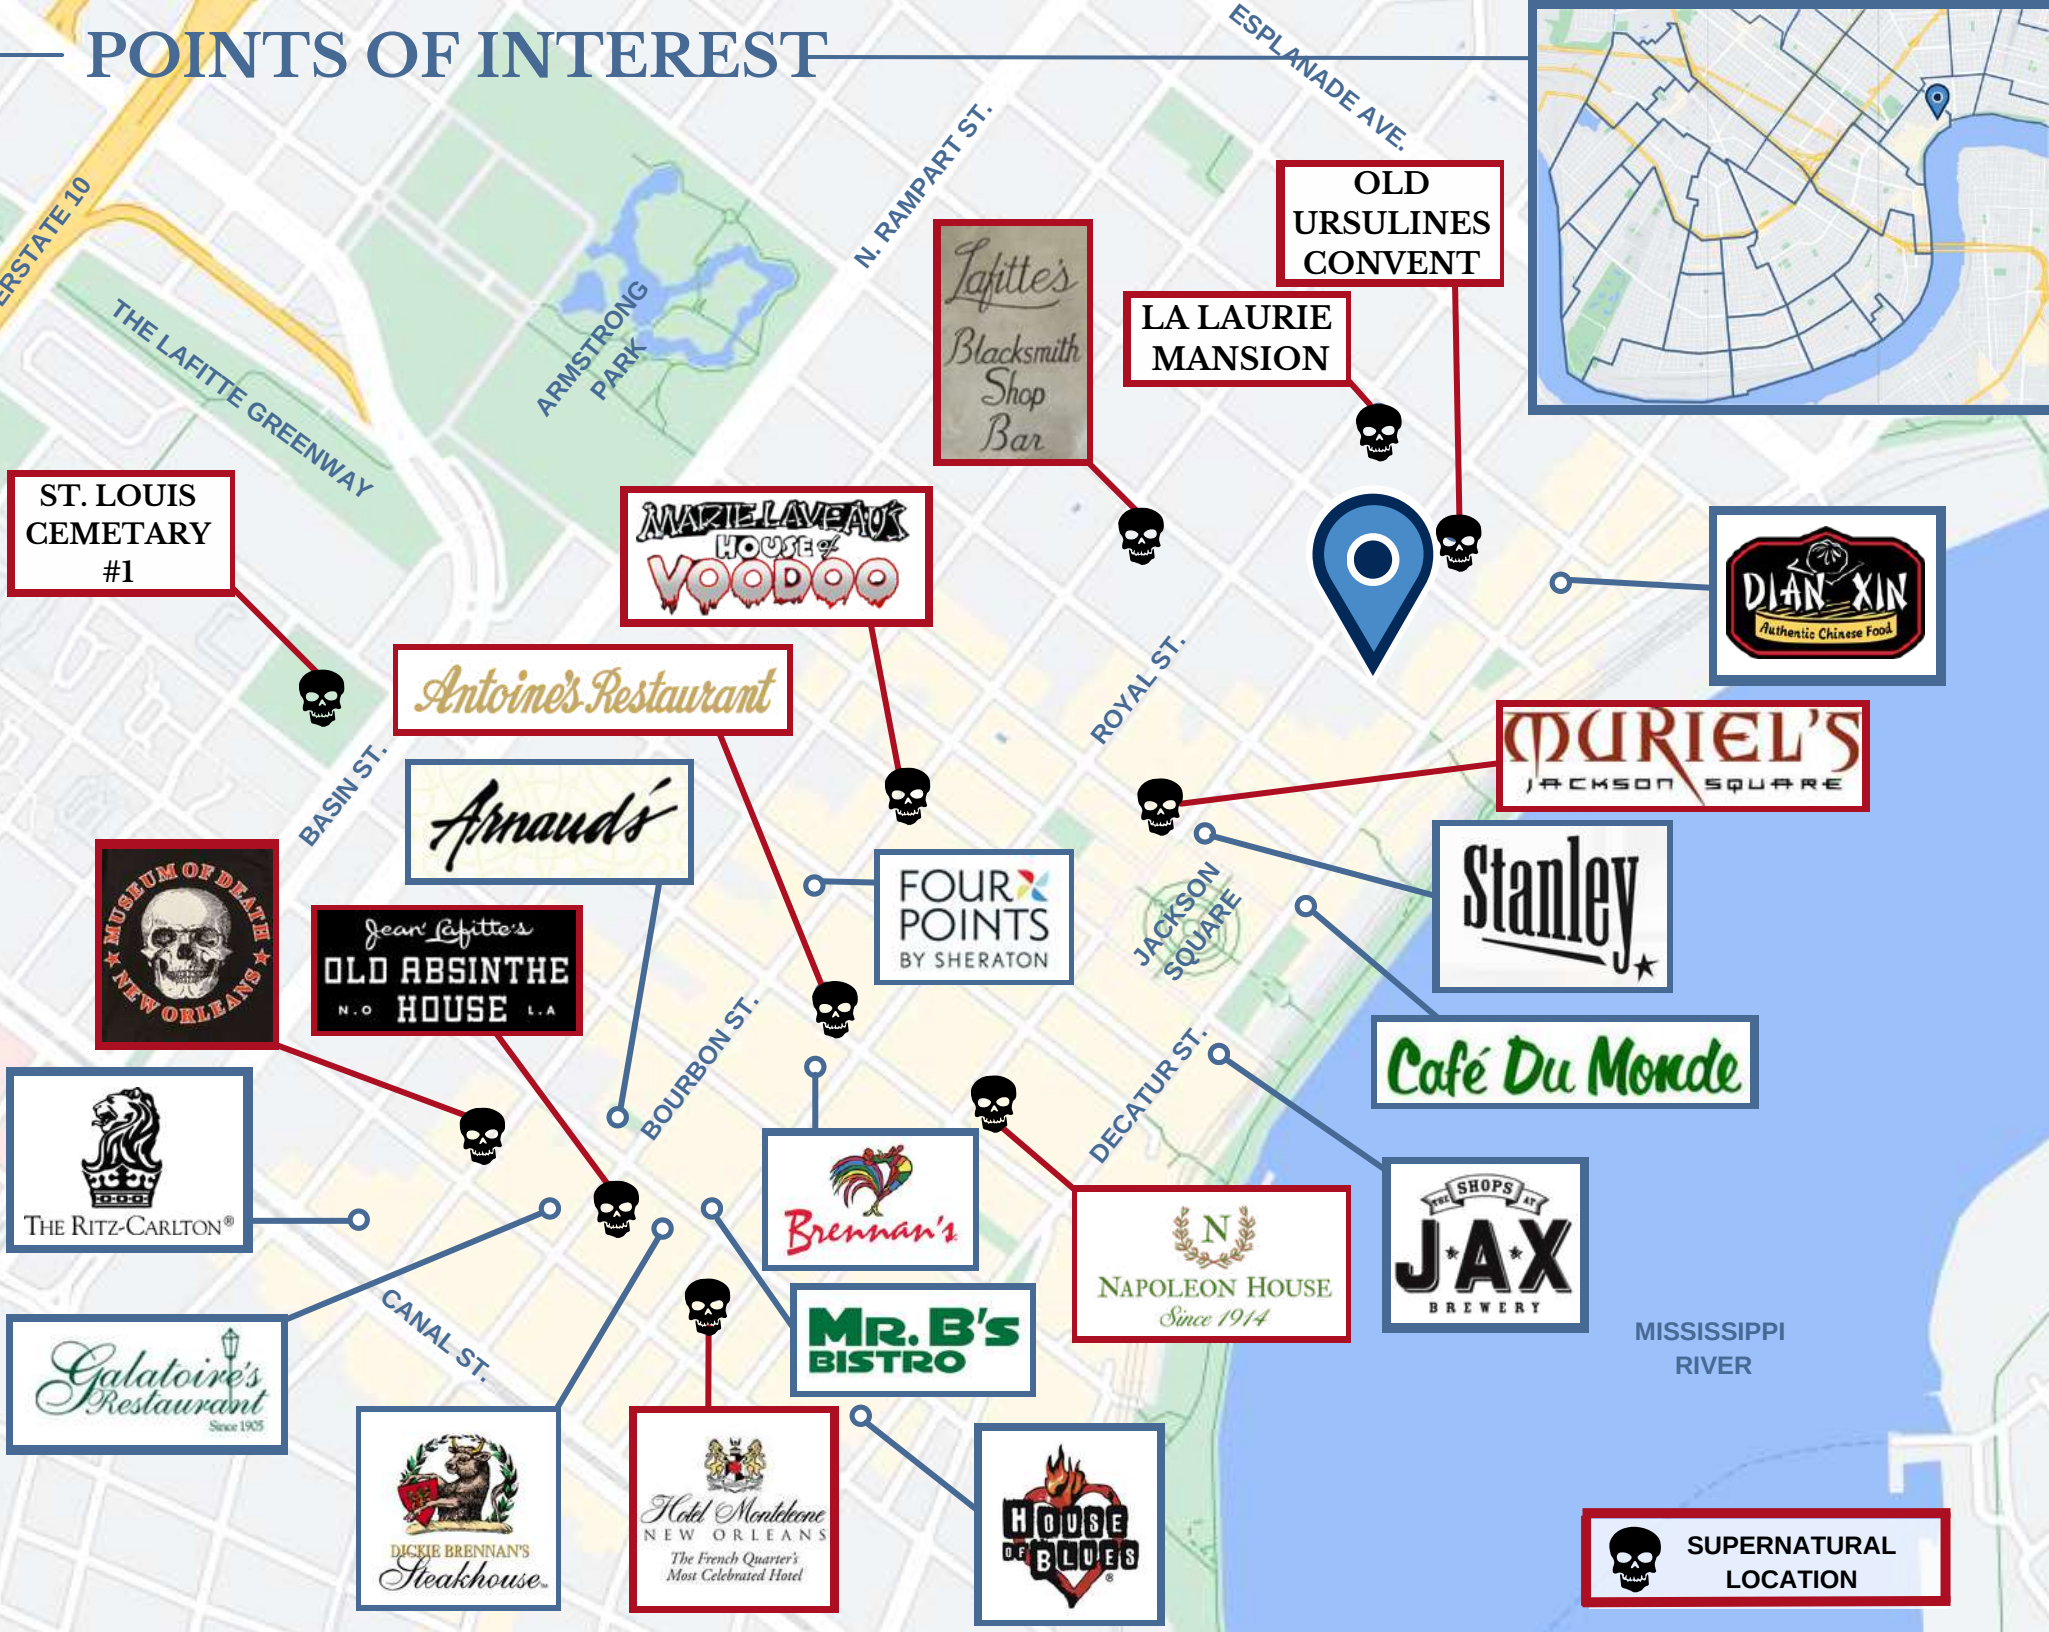 POINTS OF INTEREST
ESPLANADE AVE.
N. RAMPART ST.
ERSTATE 10
THE LAFITTE GREENWAY
ARMSTRONG
PARK
OLD
URSULINES
CONVENT
Lafitte's
Blacksmith
Shop
Bar
LA LAURIE
MANSION
ST. LOUIS
CEMETARY
#1
MARIE LAVEAU'S
HOUSE of
VOODOO
DIAN XIN
Authentic Chinese Food
Antoine's Restaurant
ROYAL ST.
MURIEL'S
JACKSON SQUARE
BASIN ST.
Arnaud's
MUSEUM OF DEATH
NEW ORLEANS
Jean Lafitte's
OLD ABSINTHE
N.O HOUSE L.A
FOUR
POINTS
BY SHERATON
JACKSON
SQUARE
Stanley
BOURBON ST.
DECATUR ST.
Café Du Monde
THE RITZ-CARLTON®
Brennan's
N
NAPOLEON HOUSE
Since 1914
THE SHOPS AT
JAX
BREWERY
Galatoire's
Restaurant
Since 1905
CANAL ST.
MR. B'S
BISTRO
MISSISSIPPI
RIVER
DICKIE BRENNAN'S
Steakhouse
Hotel Monteleone
NEW ORLEANS
The French Quarter's
Most Celebrated Hotel
HOUSE
OF BLUES®
SUPERNATURAL
LOCATION